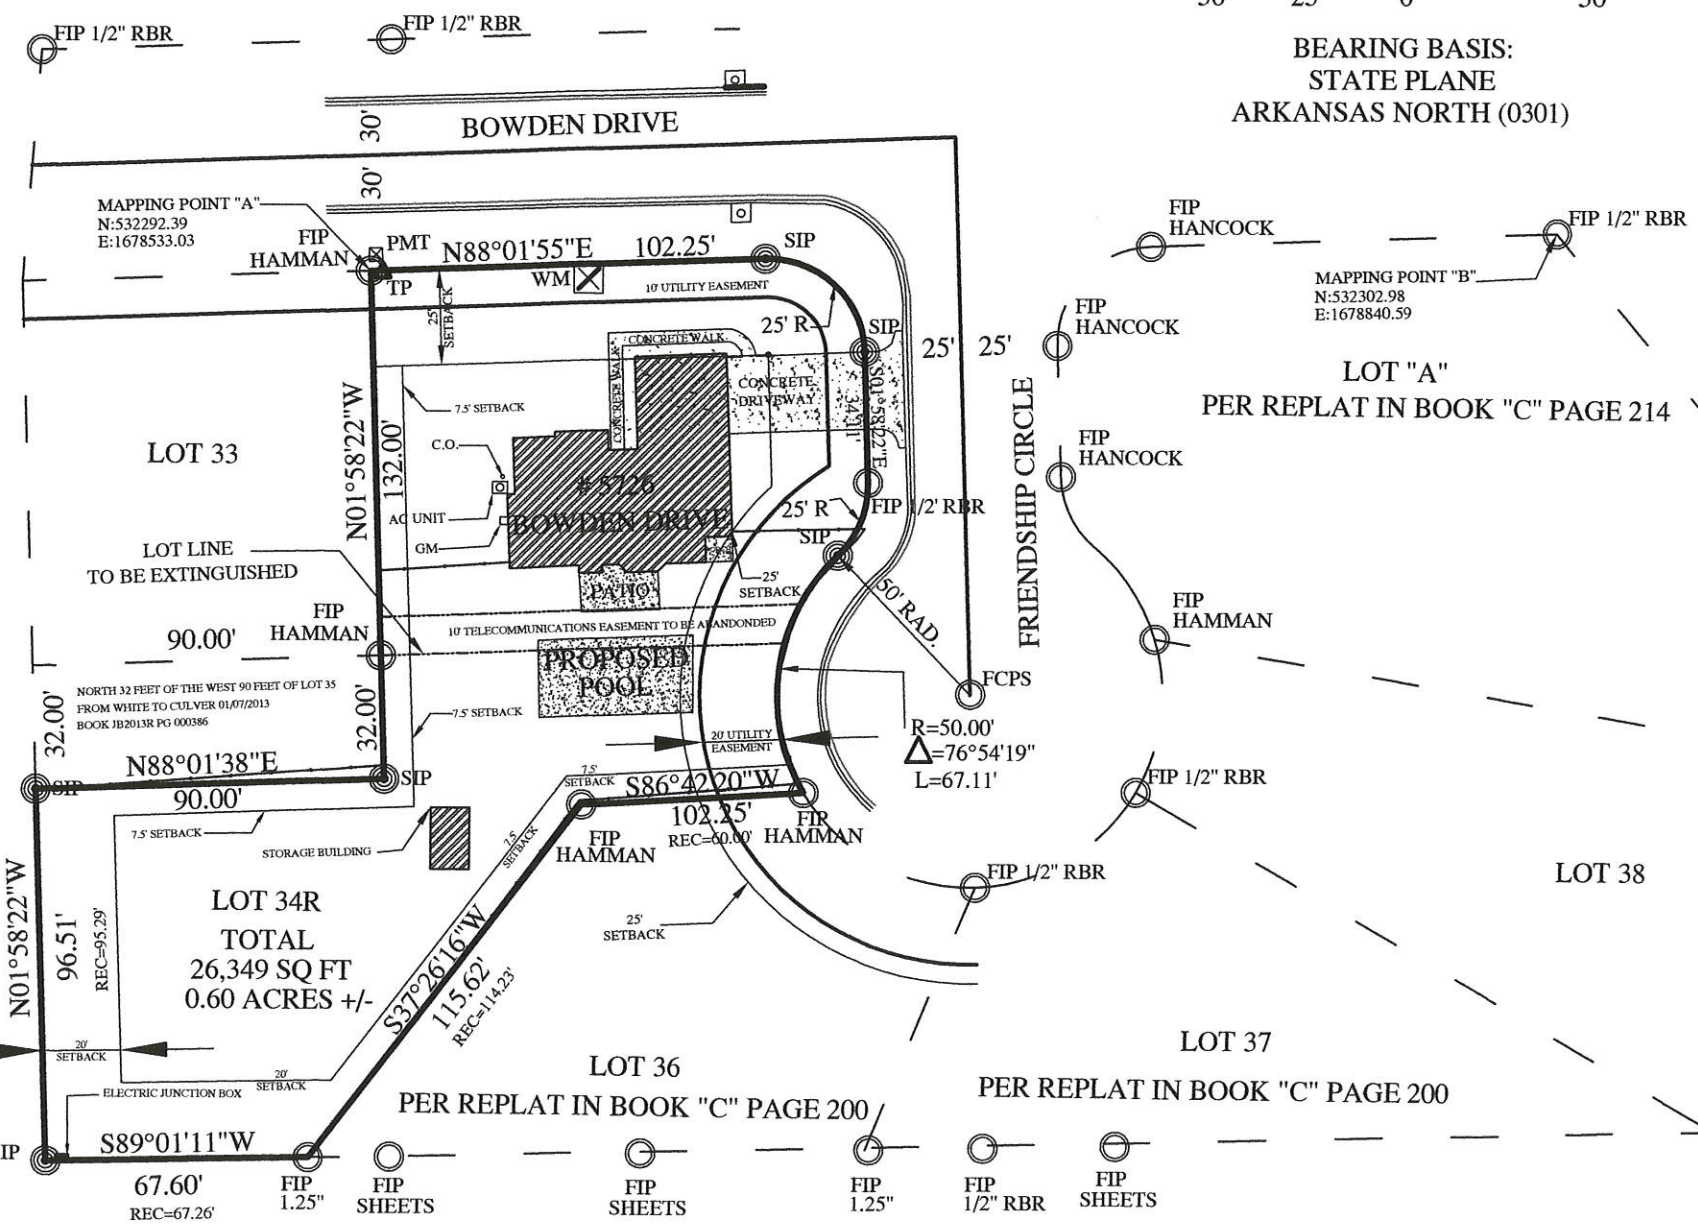 FIP 1/2" RBR
FIP 1/2" RBR
BEARING BASIS:
STATE PLANE
ARKANSAS NORTH (0301)
30'
BOWDEN DRIVE
30'
MAPPING POINT "A"
N:532292.39
E:1678533.03
FIP
HAMMAN
PMT
TP
N88°01'55"E 102.25'
WM
SIP
10' UTILITY EASEMENT
25'
SETBACK
25' R
SIP
25' 25'
FIP
HANCOCK
FIP 1/2" RBR
MAPPING POINT "B"
N:532302.98
E:1678840.59
FIP
HANCOCK
LOT "A"
PER REPLAT IN BOOK "C" PAGE 214
FIP
HANCOCK
CONCRETE WALK
CONCRETE WALK
CONCRETE
DRIVEWAY
S01°58'22"E
34.11'
FRIENDSHIP CIRCLE
7.5' SETBACK
LOT 33
N01°58'22"W
132.00'
C.O.
AC UNIT
GM
# 5726
BOWDEN DRIVE
25' R
FIP 1/2' RBR
SIP
LOT LINE
TO BE EXTINGUISHED
PATIO
25'
SETBACK
50' RAD.
FIP
HAMMAN
FIP
HAMMAN
90.00'
10' TELECOMMUNICATIONS EASEMENT TO BE ABANDONDED
PROPOSED
POOL
FCPS
NORTH 32 FEET OF THE WEST 90 FEET OF LOT 35
FROM WHITE TO CULVER 01/07/2013
BOOK JB2013R PG 000386
32.00'
32.00'
7.5' SETBACK
20' UTILITY
EASEMENT
R=50.00'
Δ=76°54'19"
L=67.11'
N88°01'38"E
90.00'
SIP
SIP
7.5'
SETBACK
S86°42'20"W
102.25'
REC=60.00'
FIP
HAMMAN
FIP
HAMMAN
FIP 1/2" RBR
7.5' SETBACK
STORAGE BUILDING
7.5'
SETBACK
FIP 1/2" RBR
LOT 38
N01°58'22"W
96.51'
REC=95.29'
LOT 34R
TOTAL
26,349 SQ FT
0.60 ACRES +/-
25'
SETBACK
S37°26'16"W
115.62'
REC=114.23'
20'
SETBACK
20'
SETBACK
ELECTRIC JUNCTION BOX
LOT 36
PER REPLAT IN BOOK "C" PAGE 200
LOT 37
PER REPLAT IN BOOK "C" PAGE 200
IP
S89°01'11"W
67.60'
REC=67.26'
FIP
1.25"
FIP
SHEETS
FIP
SHEETS
FIP
1.25"
FIP
1/2" RBR
FIP
SHEETS